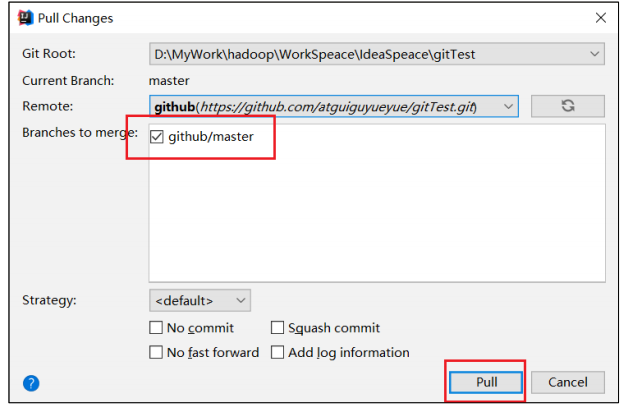 Pull Changes
Git Root: D:\MyWork\hadoop\WorkSpeace\IdeaSpeace\gitTest
Current Branch: master
Remote: github(https://github.com/atguiguyueyue/gitTest.git)
Branches to merge: github/master
Strategy: <default>
No commit Squash commit
No fast forward Add log information
? Pull Cancel